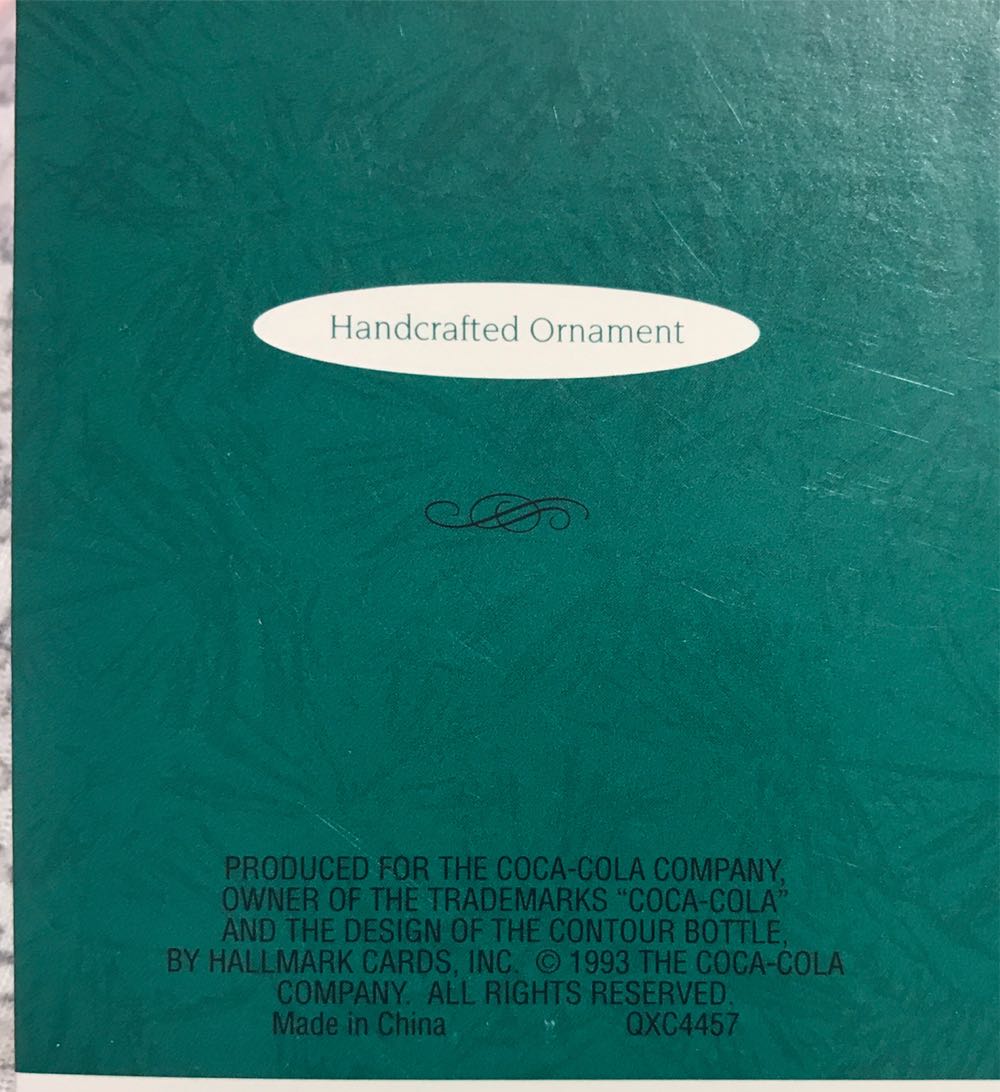 Handcrafted Ornament
PRODUCED FOR THE COCA-COLA COMPANY,
OWNER OF THE TRADEMARKS “COCA-COLA”
AND THE DESIGN OF THE CONTOUR BOTTLE,
BY HALLMARK CARDS, INC. © 1993 THE COCA-COLA
COMPANY. ALL RIGHTS RESERVED.
Made in China QXC4457